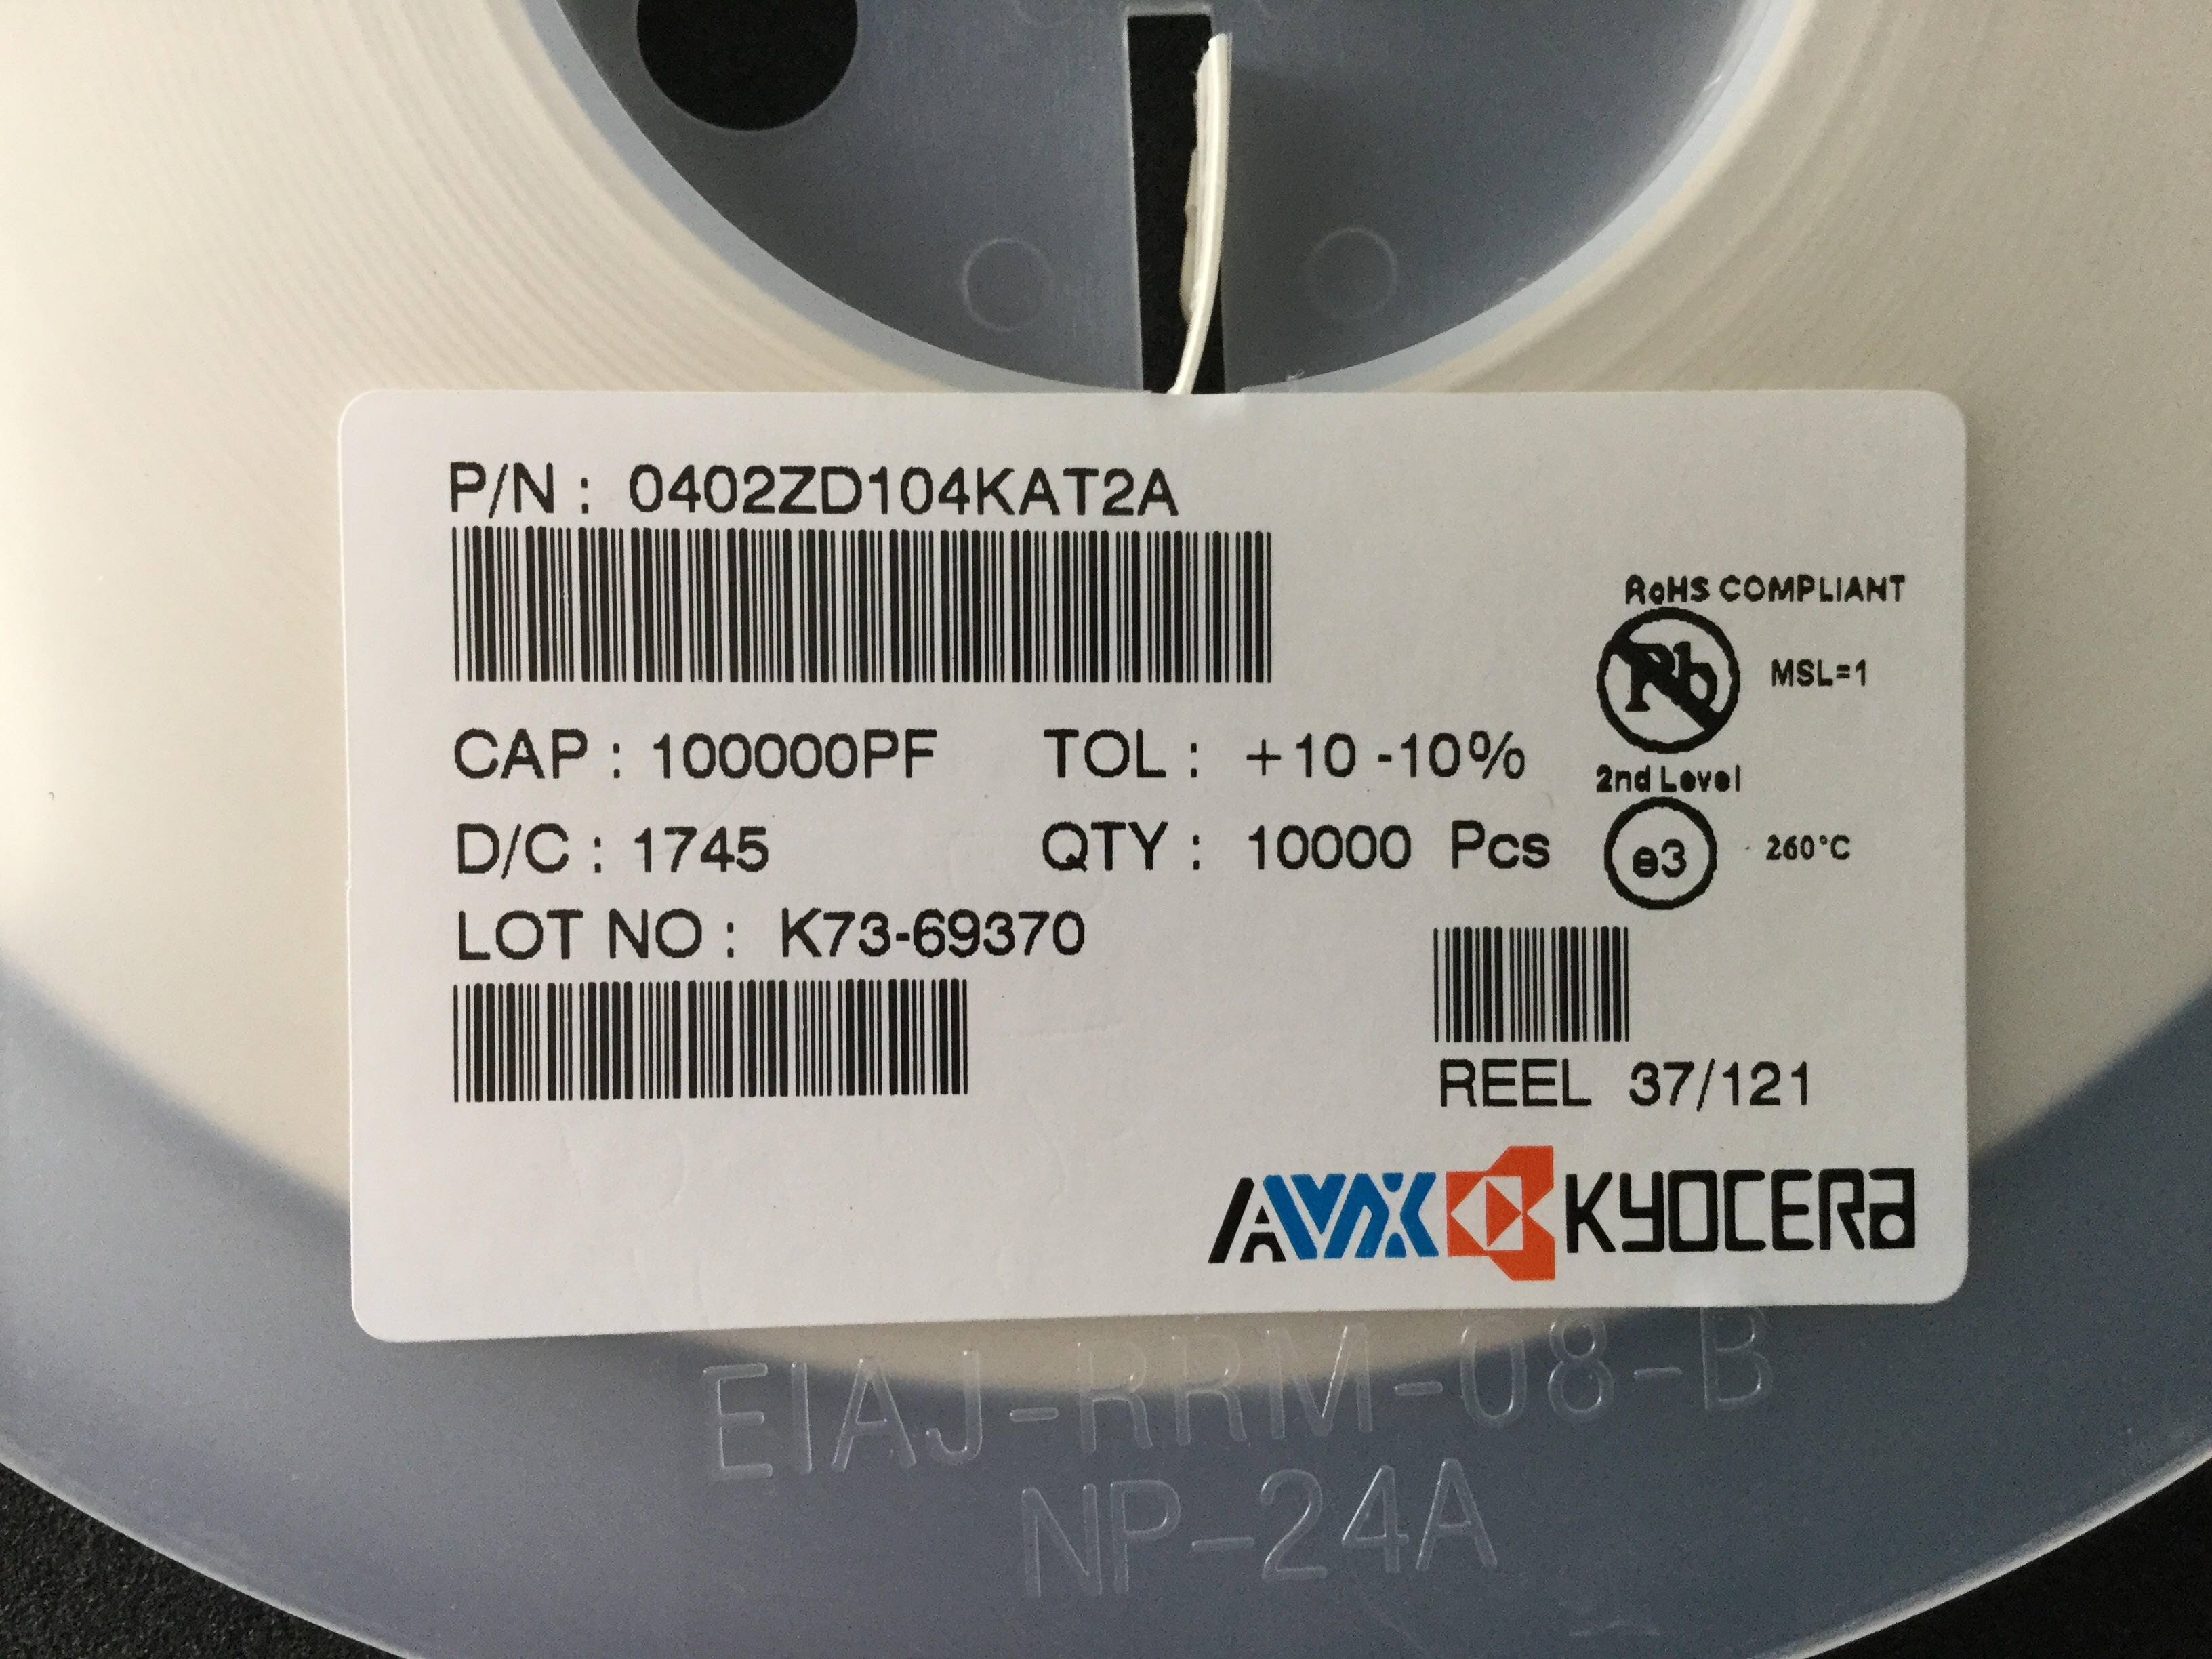 P/N : 0402ZD104KAT2A
RoHS COMPLIANT
Pb
MSL=1
CAP : 100000PF TOL : +10 -10%
2nd Level
D/C : 1745 QTY : 10000 Pcs
e3
260°C
LOT NO : K73-69370
REEL 37/121
AVX KYOCERA
EIAJ-RRM-08-B
NP-24A